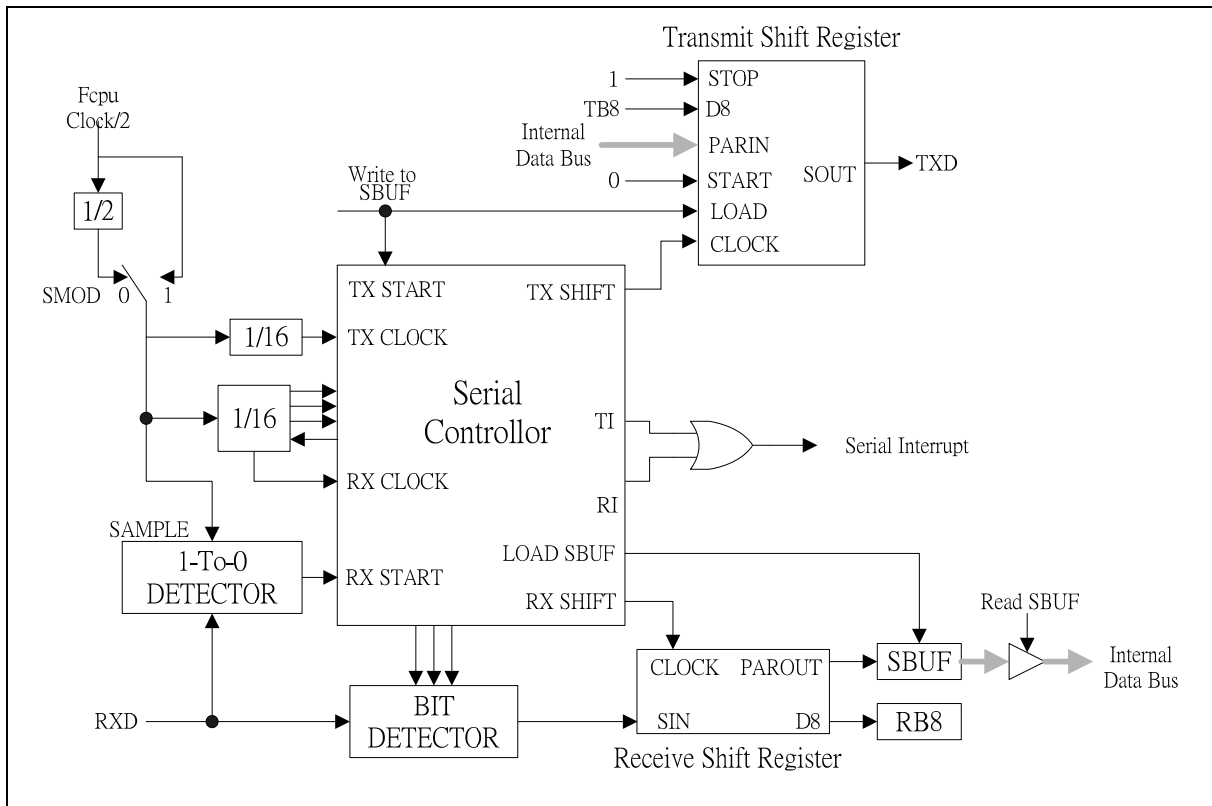 Transmit Shift Register
1
STOP
TB8
D8
Internal
Data Bus
PARIN
0
START
SOUT
TXD
LOAD
CLOCK
Fcpu
Clock/2
1/2
SMOD 0 1
Write to
SBUF
TX START
TX SHIFT
1/16
TX CLOCK
1/16
Serial
Controllor
TI
Serial Interrupt
RX CLOCK
RI
SAMPLE
1-To-0
DETECTOR
RX START
LOAD SBUF
RX SHIFT
Read SBUF
CLOCK
PAROUT
SBUF
Internal
Data Bus
RXD
BIT
DETECTOR
SIN
D8
RB8
Receive Shift Register